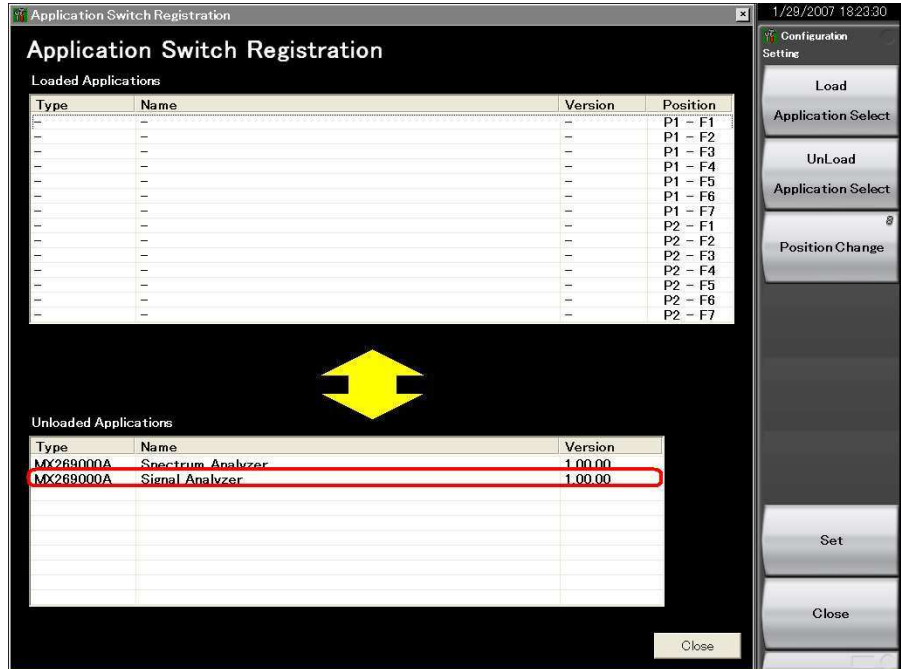 Application Switch Registration
1/29/2007 18:23:30
Configuration
Setting
Application Switch Registration
Loaded Applications
Type Name Version Position
- - - P1 - F1
- - - P1 - F2
- - - P1 - F3
- - - P1 - F4
- - - P1 - F5
- - - P1 - F6
- - - P1 - F7
- - - P2 - F1
- - - P2 - F2
- - - P2 - F3
- - - P2 - F4
- - - P2 - F5
- - - P2 - F6
- - - P2 - F7
Unloaded Applications
Type Name Version
MX269000A Spectrum Analyzer 1.00.00
MX269000A Signal Analyzer 1.00.00
Close
Load
Application Select
UnLoad
Application Select
8
Position Change
Set
Close